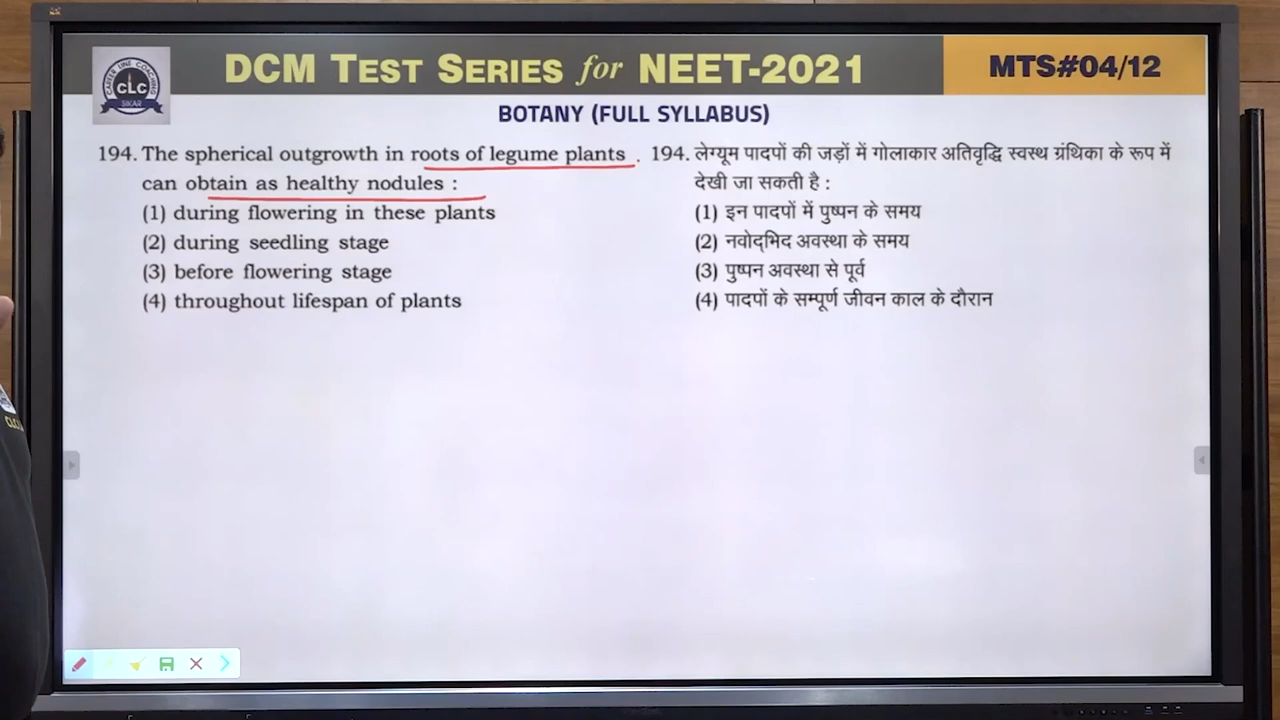 DCM TEST SERIES for NEET-2021
MTS#04/12
CAREER LINE COACHING
CLC
SIKAR
BOTANY (FULL SYLLABUS)
194. The spherical outgrowth in roots of legume plants
can obtain as healthy nodules :
(1) during flowering in these plants
(2) during seedling stage
(3) before flowering stage
(4) throughout lifespan of plants
194. लेग्यूम पादपों की जड़ों में गोलाकार अतिवृद्धि स्वस्थ ग्रंथिका के रूप में
देखी जा सकती है :
(1) इन पादपों में पुष्पन के समय
(2) नवोद्‌भिद अवस्था के समय
(3) पुष्पन अवस्था से पूर्व
(4) पादपों के सम्पूर्ण जीवन काल के दौरान